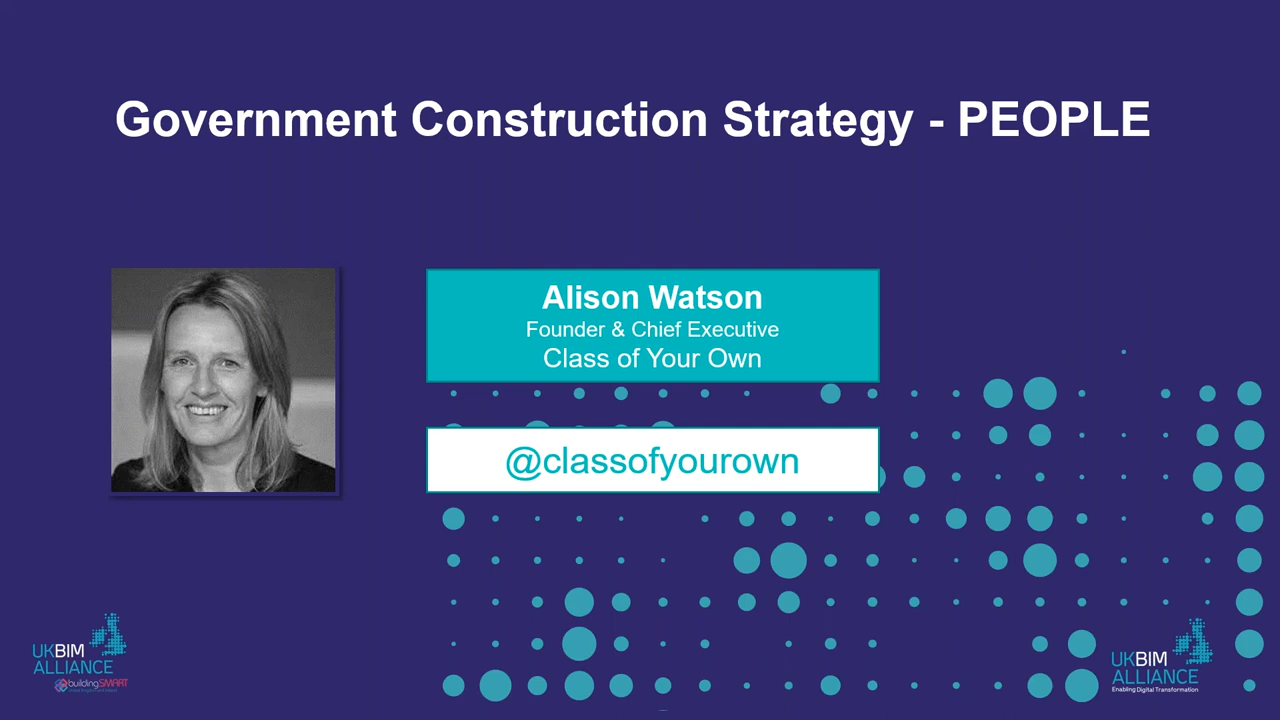 Government Construction Strategy - PEOPLE
Alison Watson
Founder & Chief Executive
Class of Your Own
@classofyourown
UKBIM
ALLIANCE
buildingSMART
UKBIM
ALLIANCE
Enabling Digital Transformation